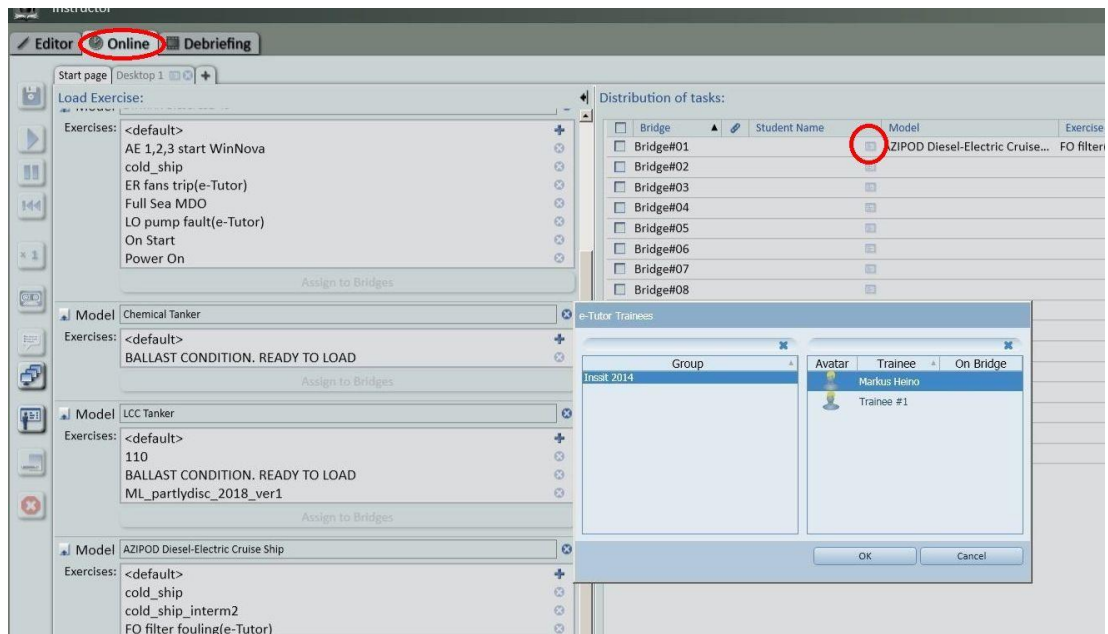 Instructor
Editor
Online
Debriefing
Start page
Desktop 1
Load Exercise:
Exercises:
<default>
AE 1,2,3 start WinNova
cold_ship
ER fans trip(e-Tutor)
Full Sea MDO
LO pump fault(e-Tutor)
On Start
Power On
Assign to Bridges
Model Chemical Tanker
Exercises:
<default>
BALLAST CONDITION. READY TO LOAD
Assign to Bridges
Model LCC Tanker
Exercises:
<default>
110
BALLAST CONDITION. READY TO LOAD
ML_partlydisc_2018_ver1
Assign to Bridges
Model AZIPOD Diesel-Electric Cruise Ship
Exercises:
<default>
cold_ship
cold_ship_interm2
FO filter fouling(e-Tutor)
x 1
Distribution of tasks:
Bridge Student Name Model Exercise
Bridge#01 AZIPOD Diesel-Electric Cruise... FO filter(
Bridge#02
Bridge#03
Bridge#04
Bridge#05
Bridge#06
Bridge#07
Bridge#08
e-Tutor Trainees
Group
Inssit 2014
Avatar Trainee On Bridge
Markus Heino
Trainee #1
OK
Cancel